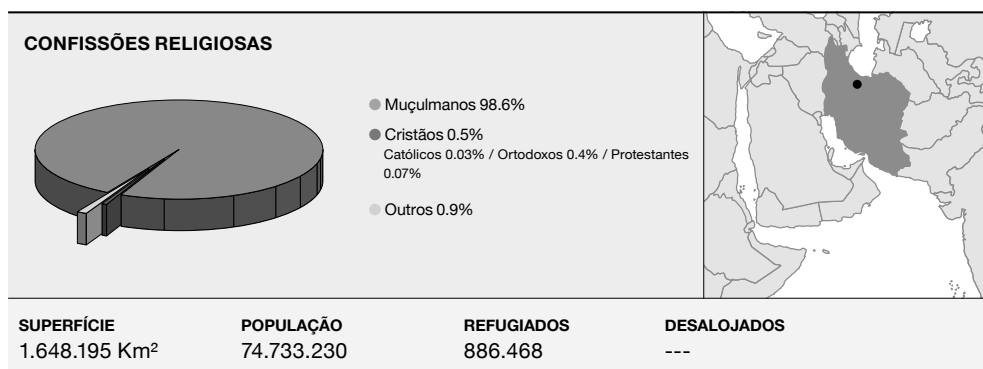 CONFISSÕES RELIGIOSAS
Muçulmanos 98.6%
Cristãos 0.5%
Católicos 0.03% / Ortodoxos 0.4% / Protestantes
0.07%
Outros 0.9%
SUPERFÍCIE POPULAÇÃO REFUGIADOS DESALOJADOS
1.648.195 Km² 74.733.230 886.468 ---